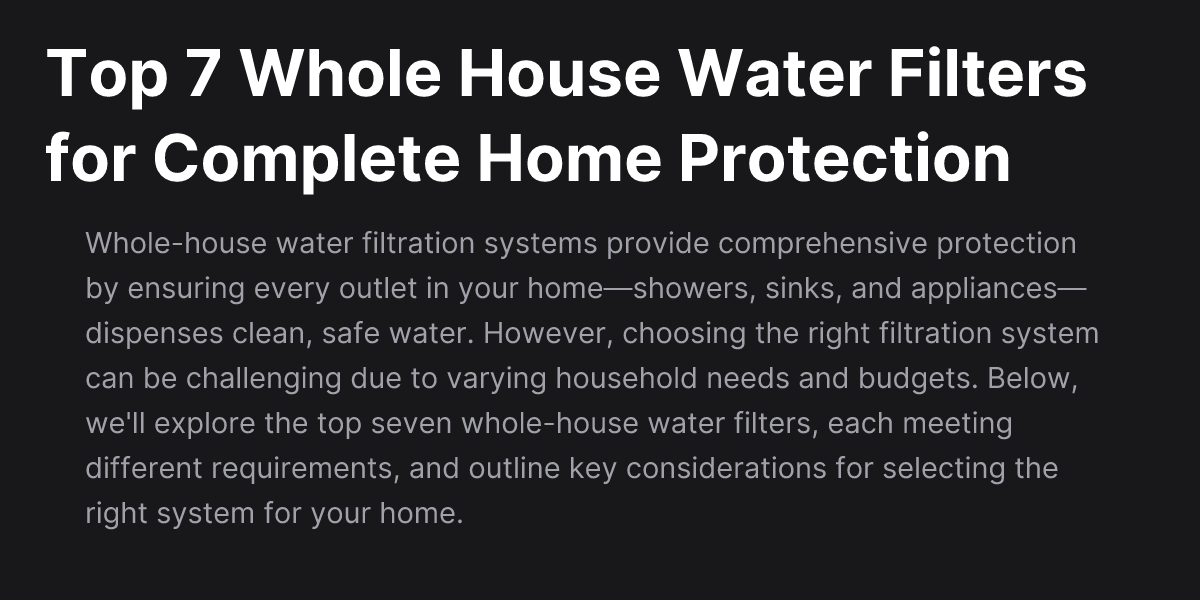 Top 7 Whole House Water Filters
for Complete Home Protection
Whole-house water filtration systems provide comprehensive protection
by ensuring every outlet in your home—showers, sinks, and appliances—
dispenses clean, safe water. However, choosing the right filtration system
can be challenging due to varying household needs and budgets. Below,
we'll explore the top seven whole-house water filters, each meeting
different requirements, and outline key considerations for selecting the
right system for your home.